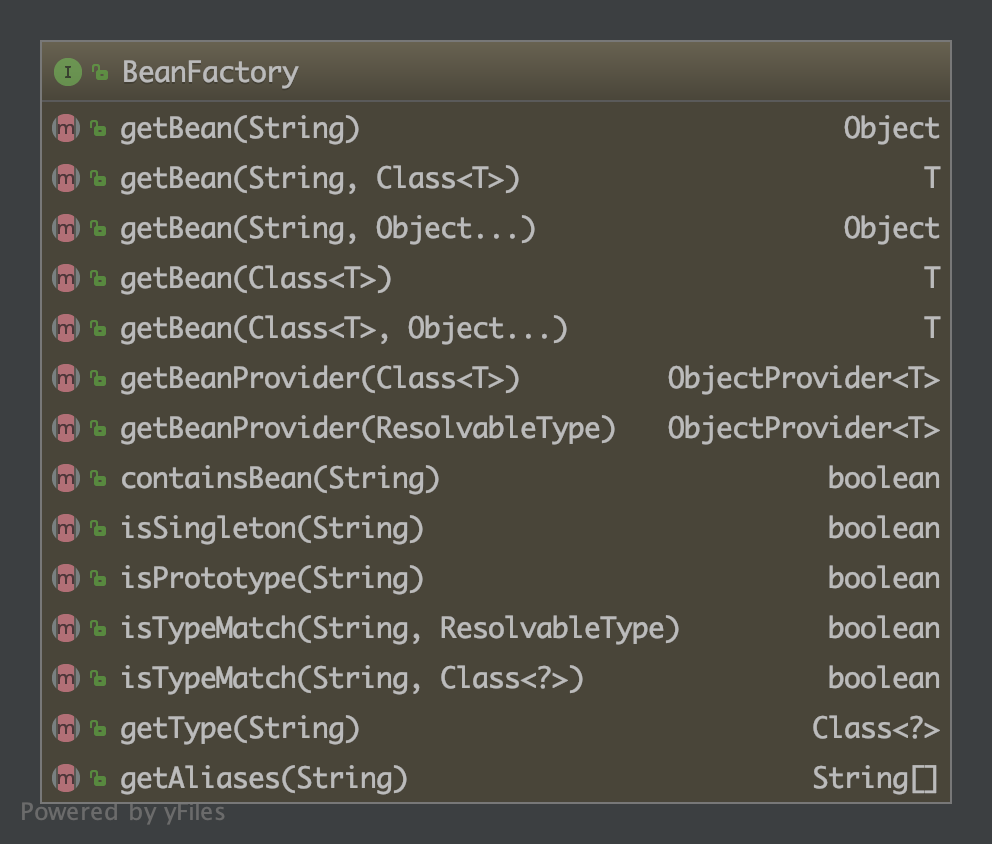 I BeanFactory
m getBean(String) Object
m getBean(String, Class<T>) T
m getBean(String, Object...) Object
m getBean(Class<T>) T
m getBean(Class<T>, Object...) T
m getBeanProvider(Class<T>) ObjectProvider<T>
m getBeanProvider(ResolvableType) ObjectProvider<T>
m containsBean(String) boolean
m isSingleton(String) boolean
m isPrototype(String) boolean
m isTypeMatch(String, ResolvableType) boolean
m isTypeMatch(String, Class<?>) boolean
m getType(String) Class<?>
m getAliases(String) String[]
Powered by yFiles